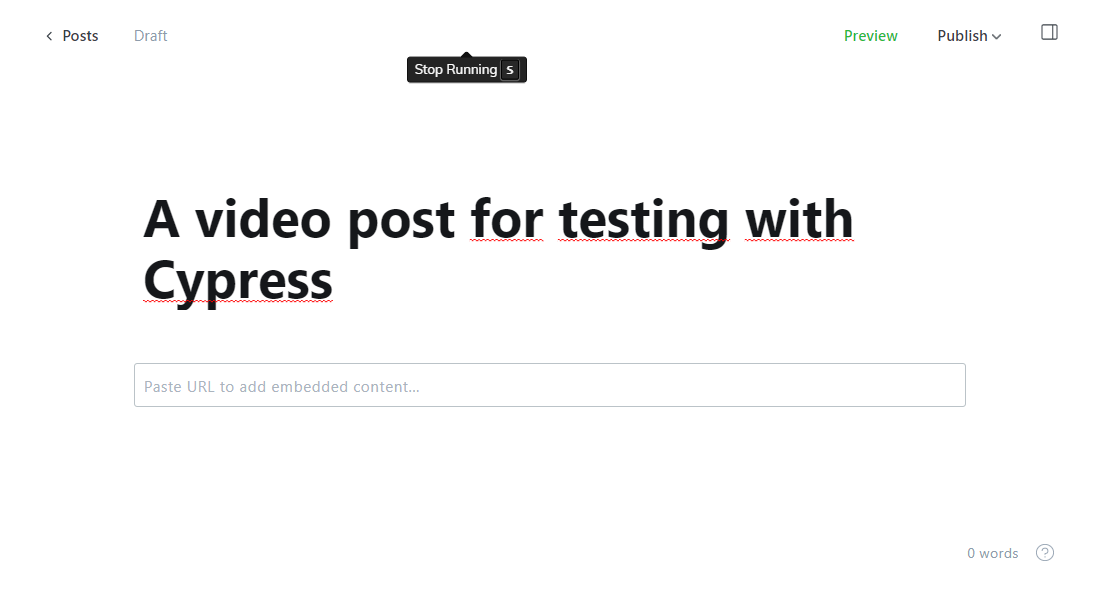 Posts Draft Preview Publish
Stop Running S
A video post for testing with
Cypress
Paste URL to add embedded content...
0 words ?